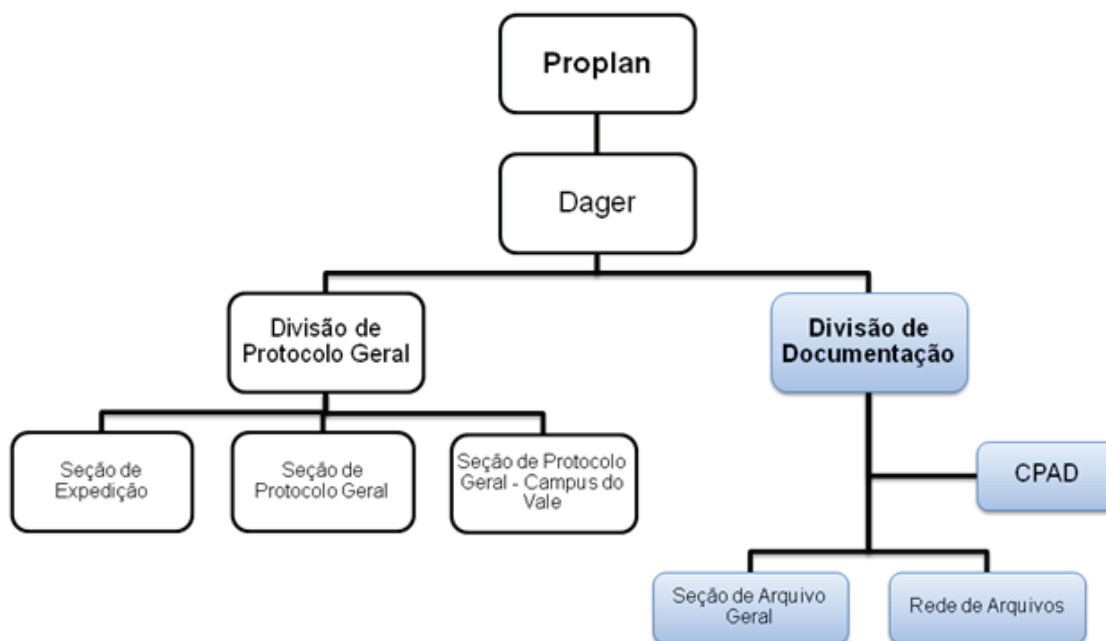 Proplan
Dager
Divisão de
Protocolo Geral
Divisão de
Documentação
Seção de
Expedição
Seção de
Protocolo Geral
Seção de Protocolo
Geral - Campus do
Vale
CPAD
Seção de Arquivo
Geral
Rede de Arquivos